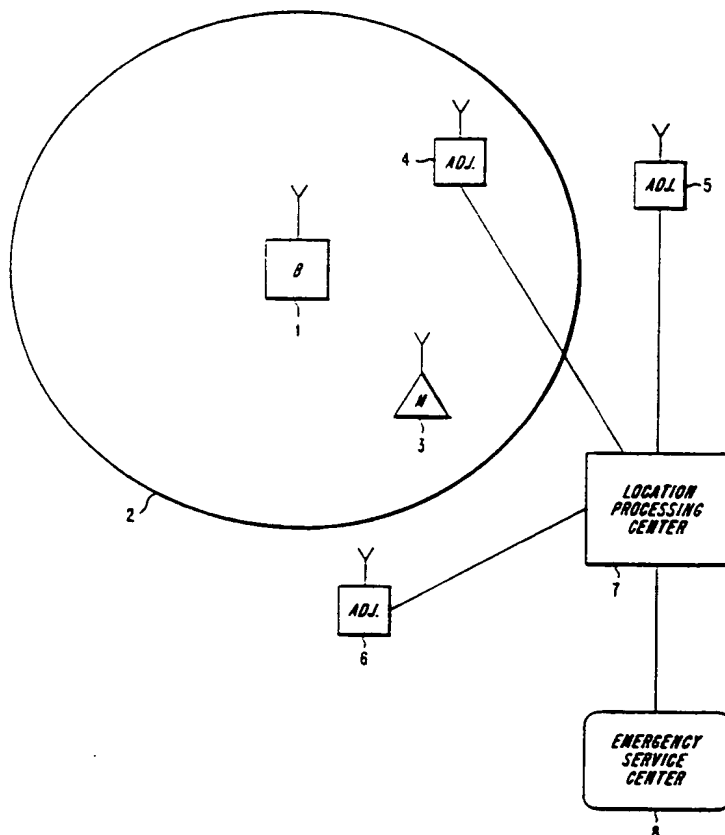 4
ADJ.
ADJ.
5
B
1
M
3
2
LOCATION
PROCESSING
CENTER
7
ADJ.
6
EMERGENCY
SERVICE
CENTER
8